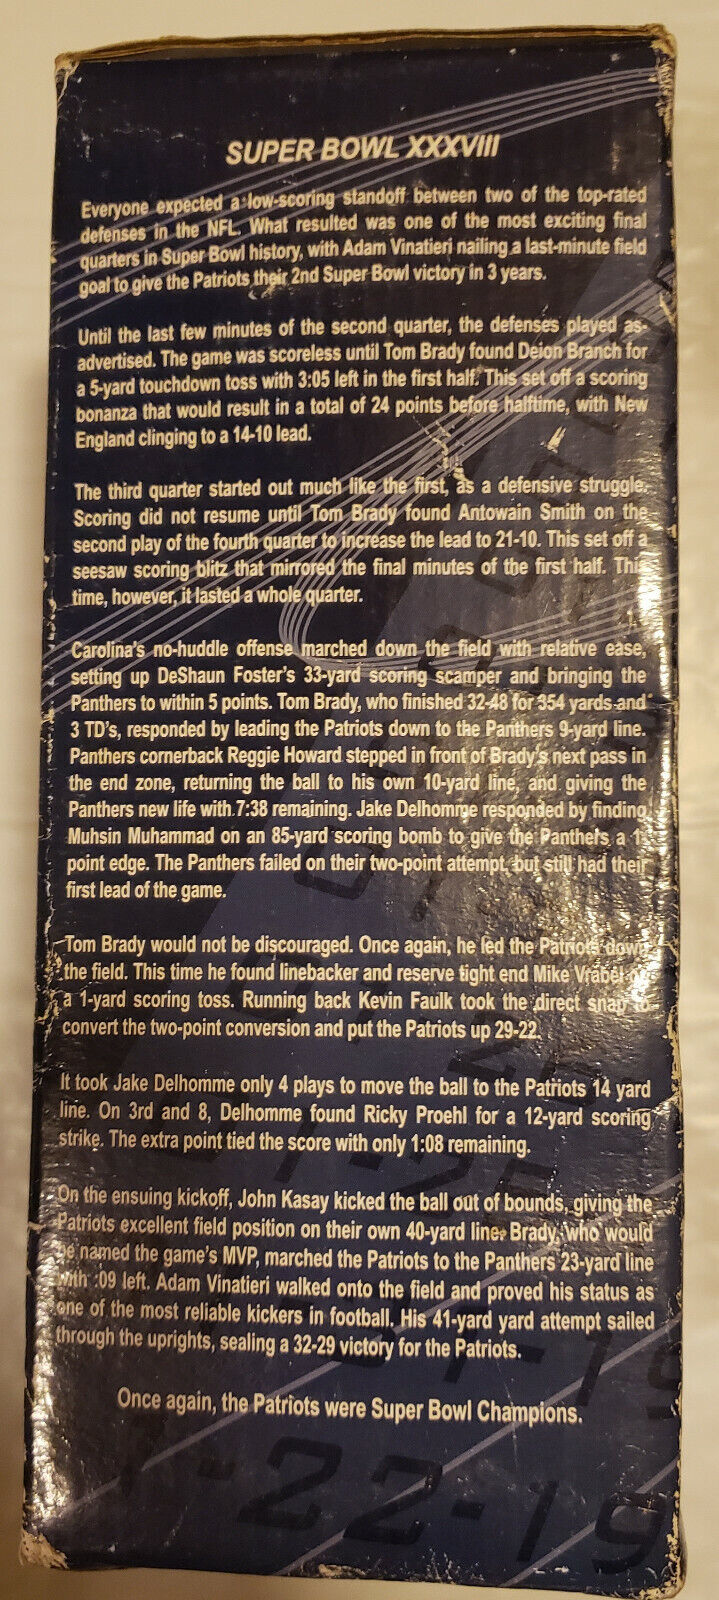 SUPER BOWL XXXVIII
Everyone expected a low-scoring standoff between two of the top-rated
defenses in the NFL. What resulted was one of the most exciting final
quarters in Super Bowl history, with Adam Vinatieri nailing a last-minute field
goal to give the Patriots their 2nd Super Bowl victory in 3 years.
Until the last few minutes of the second quarter, the defenses played as-
advertised. The game was scoreless until Tom Brady found Deion Branch for
a 5-yard touchdown toss with 3:05 left in the first half. This set off a scoring
bonanza that would result in a total of 24 points before halftime, with New
England clinging to a 14-10 lead.
The third quarter started out much like the first, as a defensive struggle.
Scoring did not resume until Tom Brady found Antowain Smith on the
second play of the fourth quarter to increase the lead to 21-10. This set off a
seesaw scoring blitz that mirrored the final minutes of the first half. This
time, however, it lasted a whole quarter.
Carolina's no-huddle offense marched down the field with relative ease,
setting up DeShaun Foster's 33-yard scoring scamper and bringing the
Panthers to within 5 points. Tom Brady, who finished 32-48 for 354 yards and
3 TD's, responded by leading the Patriots down to the Panthers 9-yard line.
Panthers cornerback Reggie Howard stepped in front of Brady's next pass in
the end zone, returning the ball to his own 10-yard line, and giving the
Panthers new life with 7:38 remaining. Jake Delhomme responded by finding
Muhsin Muhammad on an 85-yard scoring bomb to give the Panthers a 1-
point edge. The Panthers failed on their two-point attempt, but still had their
first lead of the game.
Tom Brady would not be discouraged. Once again, he led the Patriots down
the field. This time he found linebacker and reserve tight end Mike Vrabel on
a 1-yard scoring toss. Running back Kevin Faulk took the direct snap to
convert the two-point conversion and put the Patriots up 29-22.
It took Jake Delhomme only 4 plays to move the ball to the Patriots 14 yard
line. On 3rd and 8, Delhomme found Ricky Proehl for a 12-yard scoring
strike. The extra point tied the score with only 1:08 remaining.
On the ensuing kickoff, John Kasay kicked the ball out of bounds, giving the
Patriots excellent field position on their own 40-yard line. Brady, who would
be named the game's MVP, marched the Patriots to the Panthers 23-yard line
with :09 left. Adam Vinatieri walked onto the field and proved his status as
one of the most reliable kickers in football. His 41-yard yard attempt sailed
through the uprights, sealing a 32-29 victory for the Patriots.
Once again, the Patriots were Super Bowl Champions.